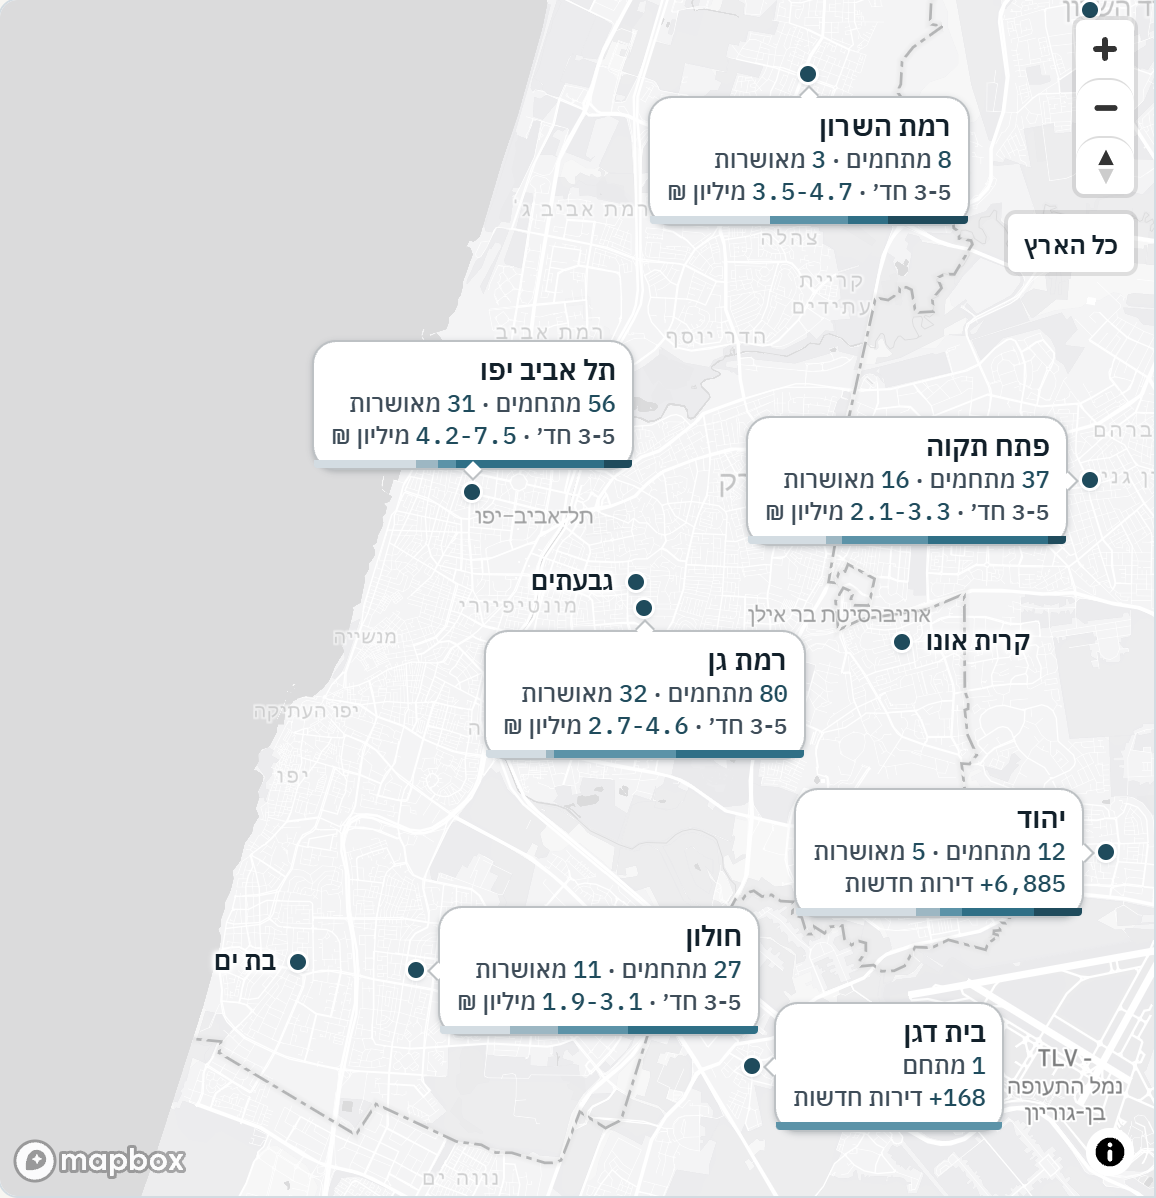 רמת השרון
8 מתחמים · 3 מאושרות
3-5 חד׳ · 3.5-4.7 מיליון ₪
כל הארץ
רמת אביב ג׳
צהלה
קריית
עתידים
רמת אביב
הדר יוסף
תל אביב יפו
56 מתחמים · 31 מאושרות
3-5 חד׳ · 4.2-7.5 מיליון ₪
תל־אביב–יפו
פתח תקוה
37 מתחמים · 16 מאושרות
3-5 חד׳ · 2.1-3.3 מיליון ₪
גבעתיים
מונטיפיורי
אוניברסיטת בר אילן
קרית אונו
מנשייה
רמת גן
80 מתחמים · 32 מאושרות
3-5 חד׳ · 2.7-4.6 מיליון ₪
יפו העתיקה
יפו
יהוד
12 מתחמים · 5 מאושרות
6,885+ דירות חדשות
חולון
27 מתחמים · 11 מאושרות
3-5 חד׳ · 1.9-3.1 מיליון ₪
בת ים
בית דגן
1 מתחם
168+ דירות חדשות
TLV -
נמל התעופה
בן-גוריון
נווה ים
mapbox